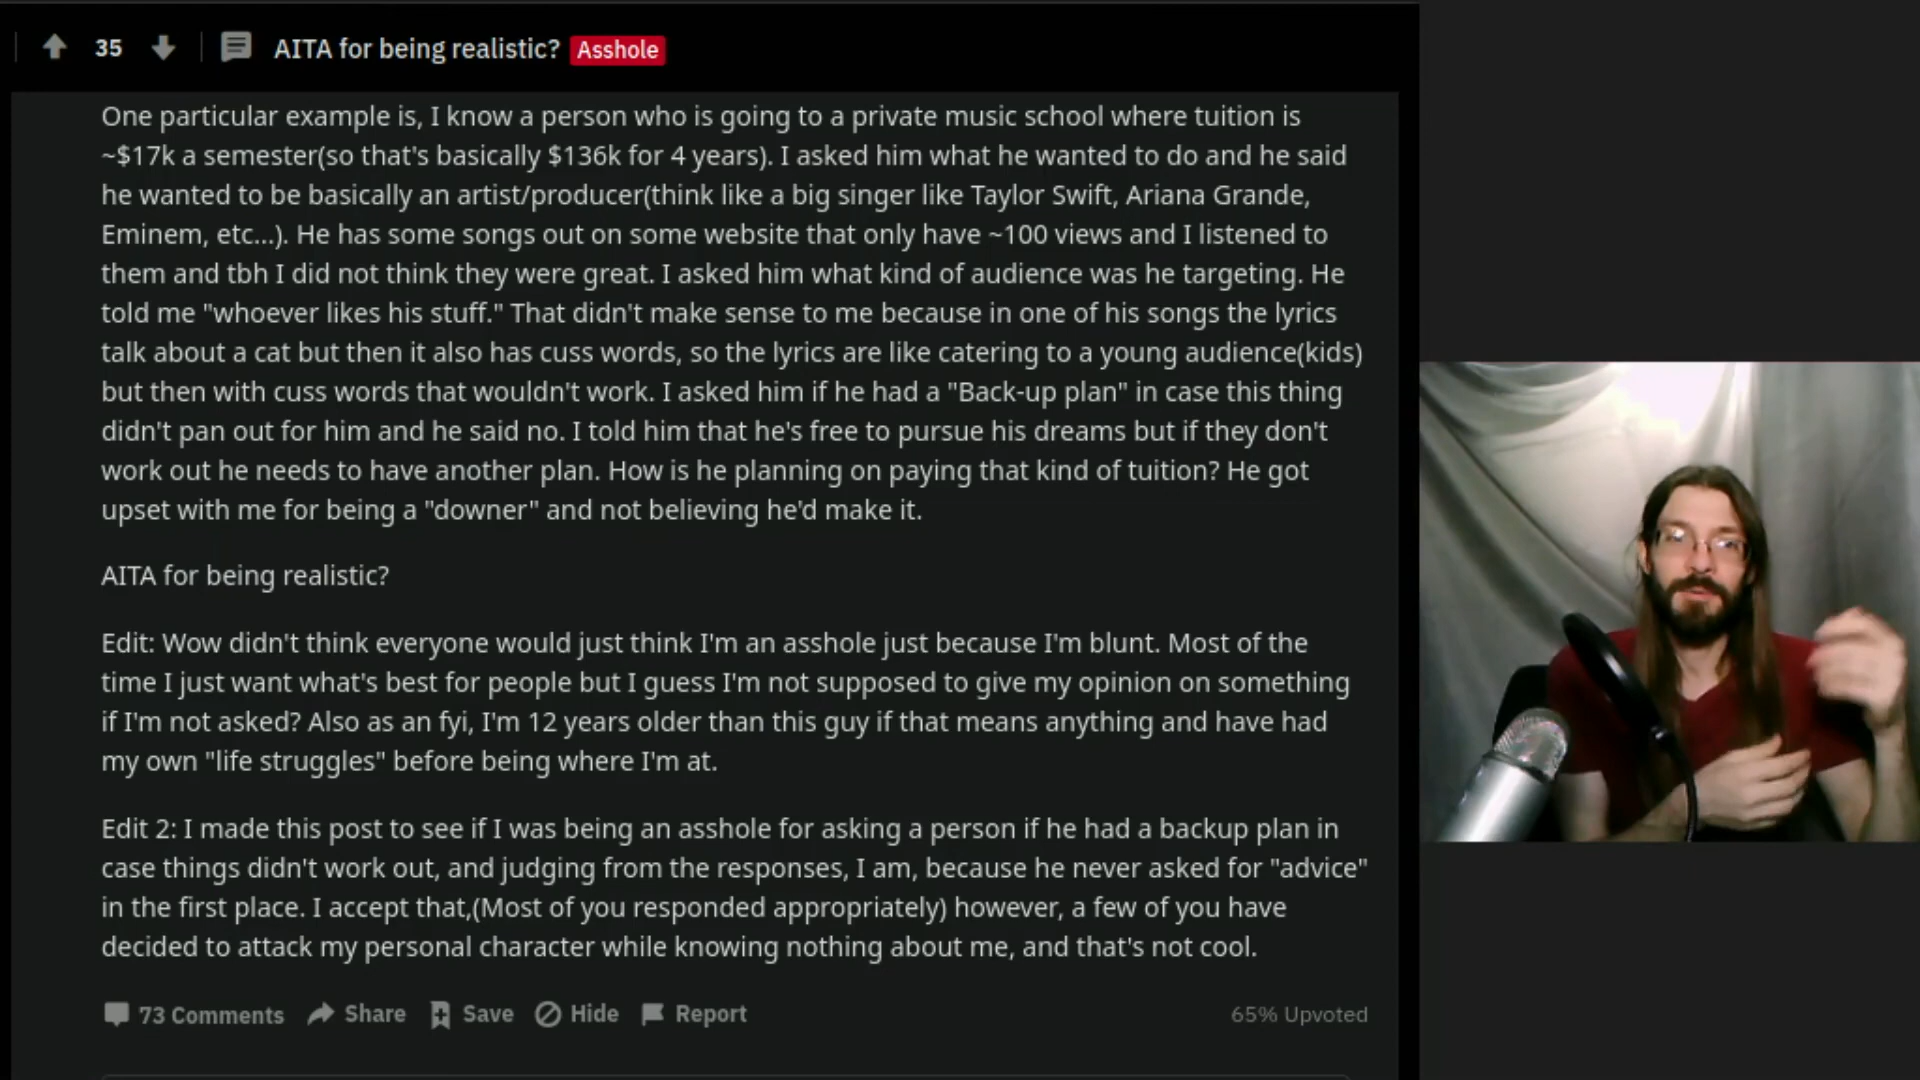 35 AITA for being realistic? Asshole
One particular example is, I know a person who is going to a private music school where tuition is
~$17k a semester(so that's basically $136k for 4 years). I asked him what he wanted to do and he said
he wanted to be basically an artist/producer(think like a big singer like Taylor Swift, Ariana Grande,
Eminem, etc...). He has some songs out on some website that only have ~100 views and I listened to
them and tbh I did not think they were great. I asked him what kind of audience was he targeting. He
told me "whoever likes his stuff." That didn't make sense to me because in one of his songs the lyrics
talk about a cat but then it also has cuss words, so the lyrics are like catering to a young audience(kids)
but then with cuss words that wouldn't work. I asked him if he had a "Back-up plan" in case this thing
didn't pan out for him and he said no. I told him that he's free to pursue his dreams but if they don't
work out he needs to have another plan. How is he planning on paying that kind of tuition? He got
upset with me for being a "downer" and not believing he'd make it.
AITA for being realistic?
Edit: Wow didn't think everyone would just think I'm an asshole just because I'm blunt. Most of the
time I just want what's best for people but I guess I'm not supposed to give my opinion on something
if I'm not asked? Also as an fyi, I'm 12 years older than this guy if that means anything and have had
my own "life struggles" before being where I'm at.
Edit 2: I made this post to see if I was being an asshole for asking a person if he had a backup plan in
case things didn't work out, and judging from the responses, I am, because he never asked for "advice"
in the first place. I accept that,(Most of you responded appropriately) however, a few of you have
decided to attack my personal character while knowing nothing about me, and that's not cool.
73 Comments Share Save Hide Report 65% Upvoted